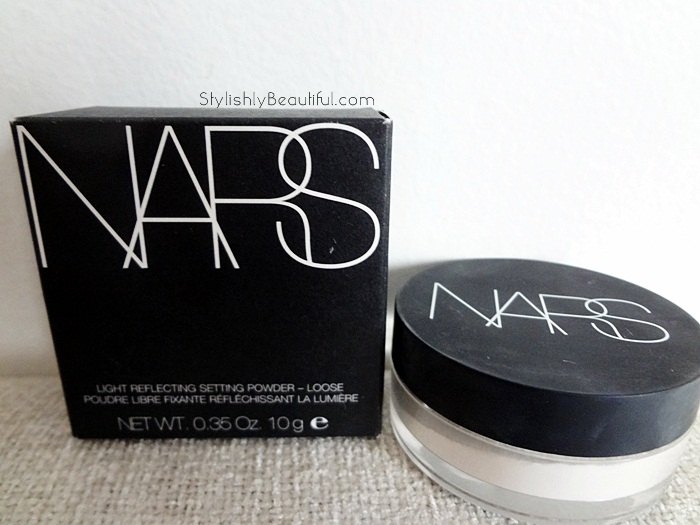 StylishlyBeautiful.com
NARS
LIGHT REFLECTING SETTING POWDER – LOOSE
POUDRE LIBRE FIXANTE RÉFLÉCHISSANT LA LUMIÈRE
NET WT. 0.35 Oz. 10 g ℮
NARS